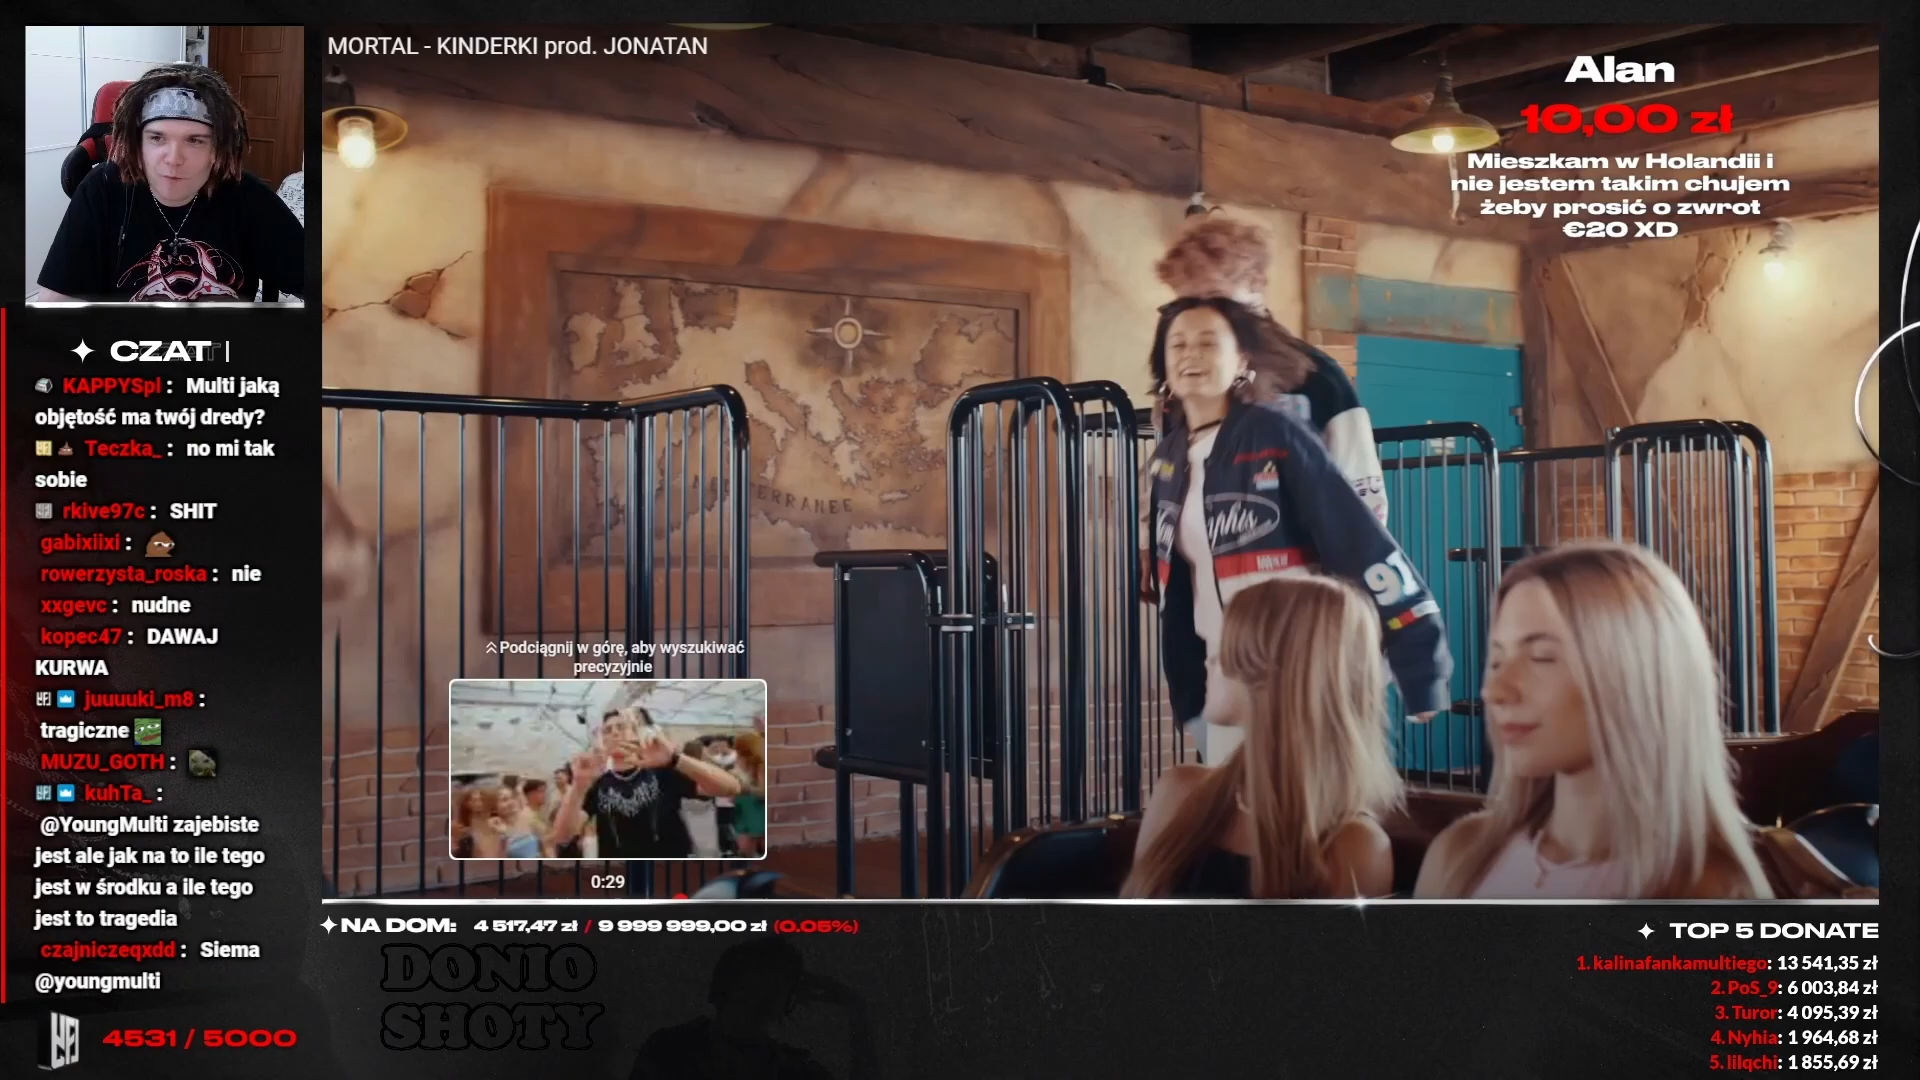 MORTAL - KINDERKI prod. JONATAN
Alan
10,00 zł
Mieszkam w Holandii i
nie jestem takim chujem
żeby prosić o zwrot
€20 XD
CZAT
KAPPYSpl : Multi jaką
objętość ma twój dredy?
Teczka_ : no mi tak
sobie
rkive97c : SHIT
gabixiixi :
rowerzysta_roska : nie
xxgevc : nudne
kopec47 : DAWAJ
KURWA
juuuuki_m8 :
tragiczne
MUZU_GOTH :
kuhTa_ :
@YoungMulti zajebiste
jest ale jak na to ile tego
jest w środku a ile tego
jest to tragedia
czajniczeqxdd : Siema
@youngmulti
4531 / 5000
91
Podciągnij w górę, aby wyszukiwać
precyzyjnie
0:29
NA DOM: 4 517,47 zł / 9 999 999,00 zł (0.05%)
DONIO
SHOTY
TOP 5 DONATE
1. kalinafankamultiego: 13 541,35 zł
2. PoS_9: 6 003,84 zł
3. Turor: 4 095,39 zł
4. Nyhia: 1 964,68 zł
5. lilqchi: 1 855,69 zł